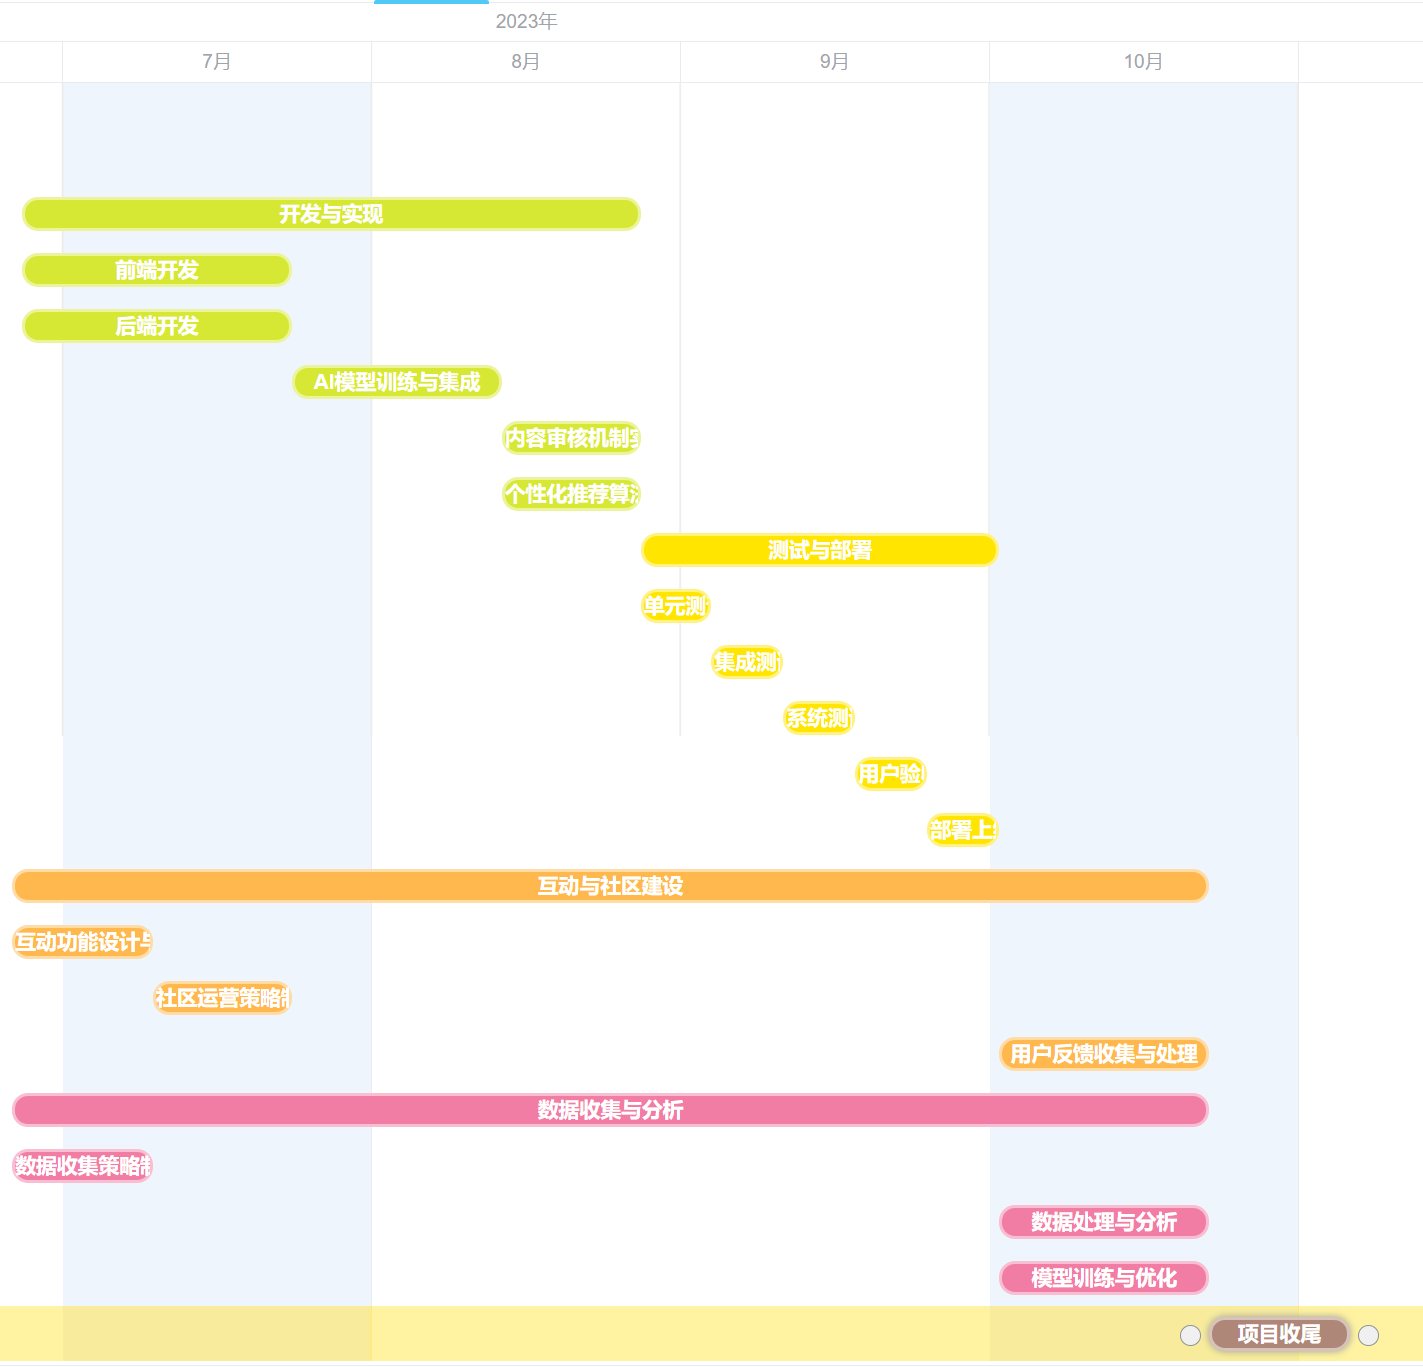 2023年
7月
8月
9月
10月
开发与实现
前端开发
后端开发
AI模型训练与集成
内容审核机制
个性化推荐算
测试与部署
单元测
集成测
系统测
用户验
部署上
互动与社区建设
互动功能设计
社区运营策略
用户反馈收集与处理
数据收集与分析
数据收集策略
数据处理与分析
模型训练与优化
项目收尾